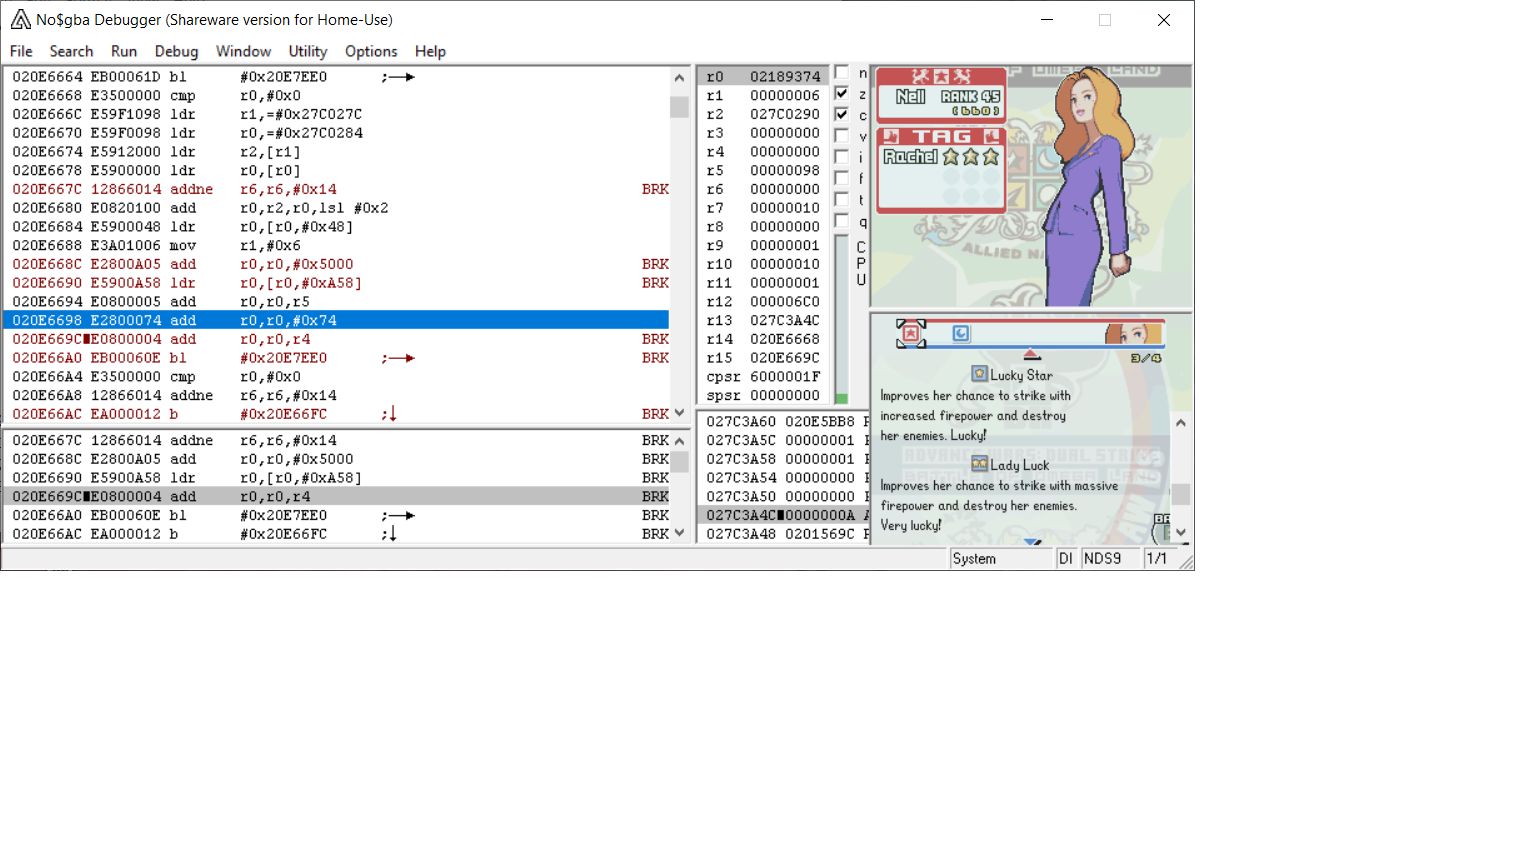 No$gba Debugger (Shareware version for Home-Use)
File Search Run Debug Window Utility Options Help
020E6664 EB00061D bl #0x20E7EE0 ;
020E6668 E3500000 cmp r0,#0x0
020E666C E59F1098 ldr r1,=#0x27C027C
020E6670 E59F0098 ldr r0,=#0x27C0284
020E6674 E5912000 ldr r2,[r1]
020E6678 E5900000 ldr r0,[r0]
020E667C 12866014 addne r6,r6,#0x14 BRK
020E6680 E0820100 add r0,r2,r0,lsl #0x2
020E6684 E5900048 ldr r0,[r0,#0x48]
020E6688 E3A01006 mov r1,#0x6
020E668C E2800A05 add r0,r0,#0x5000 BRK
020E6690 E5900A58 ldr r0,[r0,#0xA58] BRK
020E6694 E0800005 add r0,r0,r5
020E6698 E2800074 add r0,r0,#0x74
020E669C E0800004 add r0,r0,r4 BRK
020E66A0 EB00060E bl #0x20E7EE0 ; BRK
020E66A4 E3500000 cmp r0,#0x0
020E66A8 12866014 addne r6,r6,#0x14
020E66AC EA000012 b #0x20E66FC ;↓ BRK
020E667C 12866014 addne r6,r6,#0x14 BRK
020E668C E2800A05 add r0,r0,#0x5000 BRK
020E6690 E5900A58 ldr r0,[r0,#0xA58] BRK
020E669C E0800004 add r0,r0,r4 BRK
020E66A0 EB00060E bl #0x20E7EE0 ; BRK
020E66AC EA000012 b #0x20E66FC ;↓ BRK
r0 02189374
r1 00000006
r2 027C0290
r3 00000000
r4 00000000
r5 00000098
r6 00000000
r7 00000010
r8 00000000
r9 00000001
r10 00000010
r11 00000001
r12 000006C0
r13 027C3A4C
r14 020E6668
r15 020E669C
cpsr 6000001F
spsr 00000000
n
z
c
v
i
f
t
q
C
P
U
027C3A60 020E5BB8
027C3A5C 00000001
027C3A58 00000001
027C3A54 00000000
027C3A50 00000000
027C3A4C 0000000A
027C3A48 0201569C
Nell RANK 45
(660)
TAG
Rachel
ALLIED NA
3/4
Lucky Star
Improves her chance to strike with
increased firepower and destroy
her enemies. Lucky!
Lady Luck
Improves her chance to strike with massive
firepower and destroy her enemies.
Very lucky!
System DI NDS9 1/1